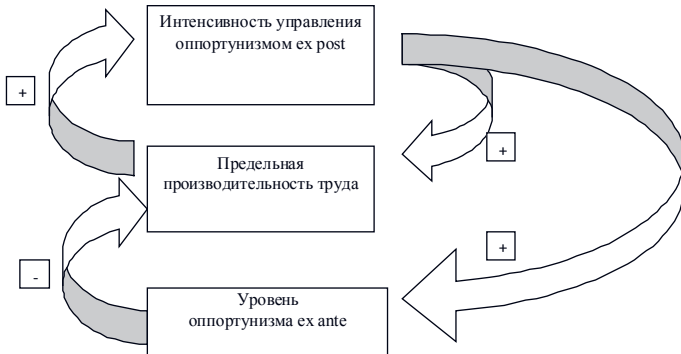 Интенсивность управления
оппортунизмом ex post
+
+
Предельная
производительность труда
+
-
Уровень
оппортунизма ex ante